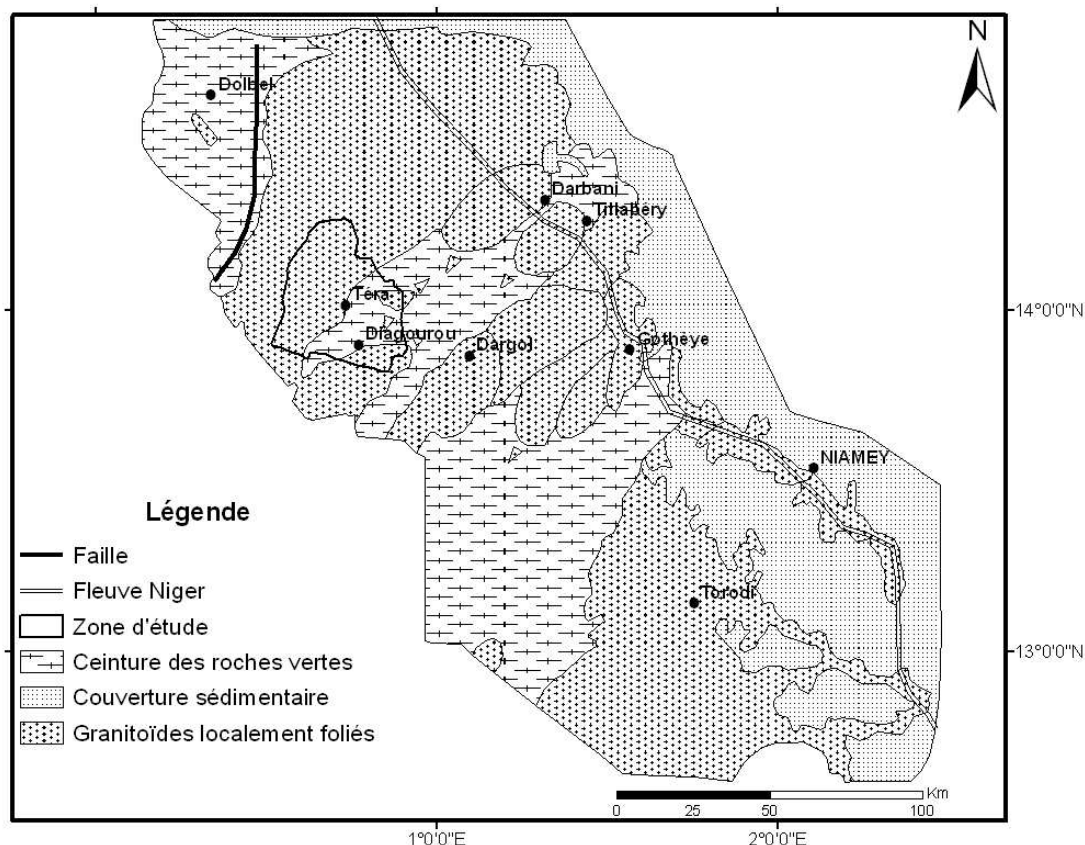 N
Dolbel
Darbani
Tillabéry
Téra
14°0'0"N
Diagourou
Gothèye
Dargol
NIAMEY
Légende
Faille
Fleuve Niger
Torodi
Zone d'étude
13°0'0"N
Ceinture des roches vertes
Couverture sédimentaire
Granitoïdes localement foliés
Km
0 25 50 100
1°0'0"E 2°0'0"E